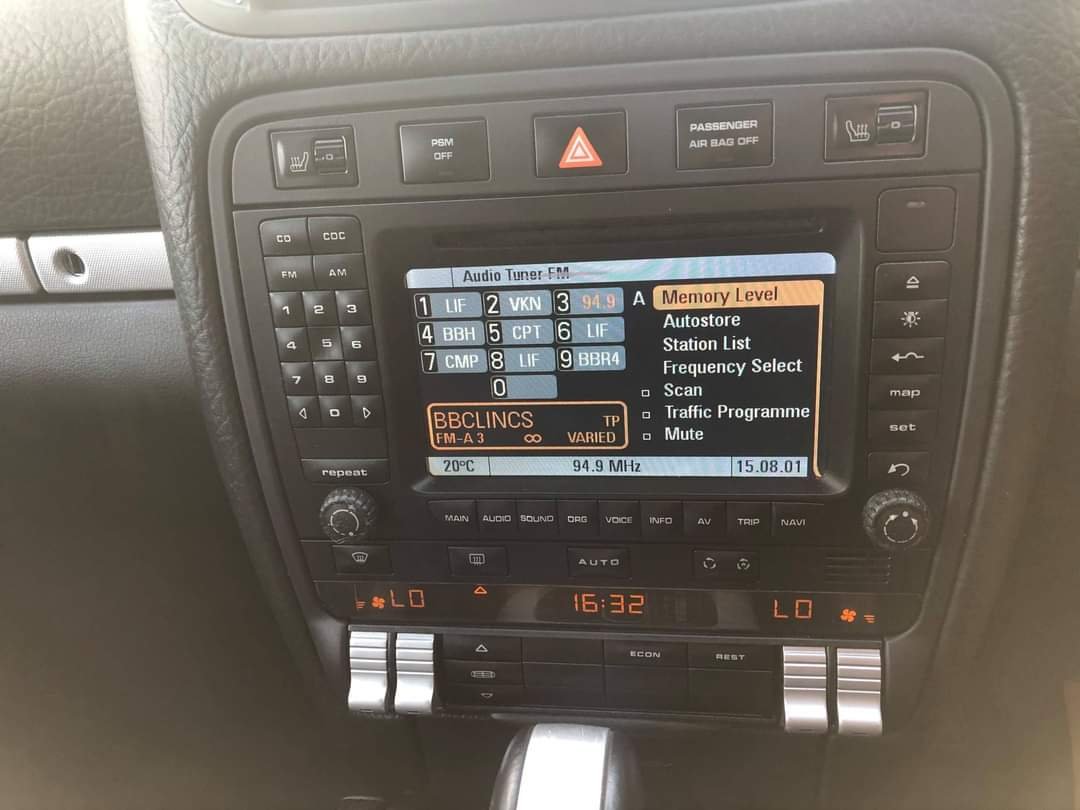 PSM
OFF
PASSENGER
AIR BAG OFF
CD CDC
FM AM
1 2 3
4 5 6
7 8 9
0
repeat
Audio Tuner FM
1 LIF 2 VKN 3 94.9 A Memory Level
Autostore
4 BBH 5 CPT 6 LIF
Station List
7 CMP 8 LIF 9 BBR4
Frequency Select
0
Scan
BBCLINCS TP
Traffic Programme
FM-A 3 ∞ VARIED
Mute
20°C 94.9 MHz 15.08.01
map
set
MAIN AUDIO SOUND ORG VOICE INFO AV TRIP NAVI
AUTO
LO 16:32 LO
ECON REST